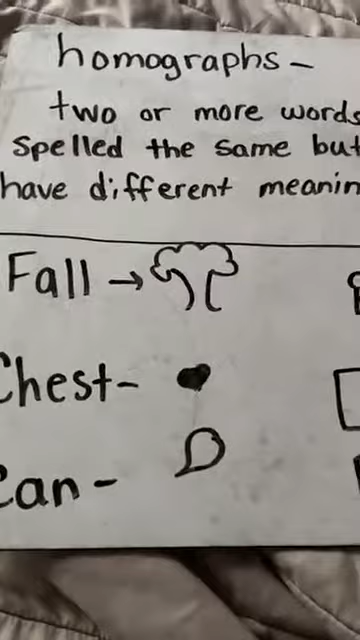 homographs -
two or more words
spelled the same but
have different meanin
Fall →
Chest-
Can-